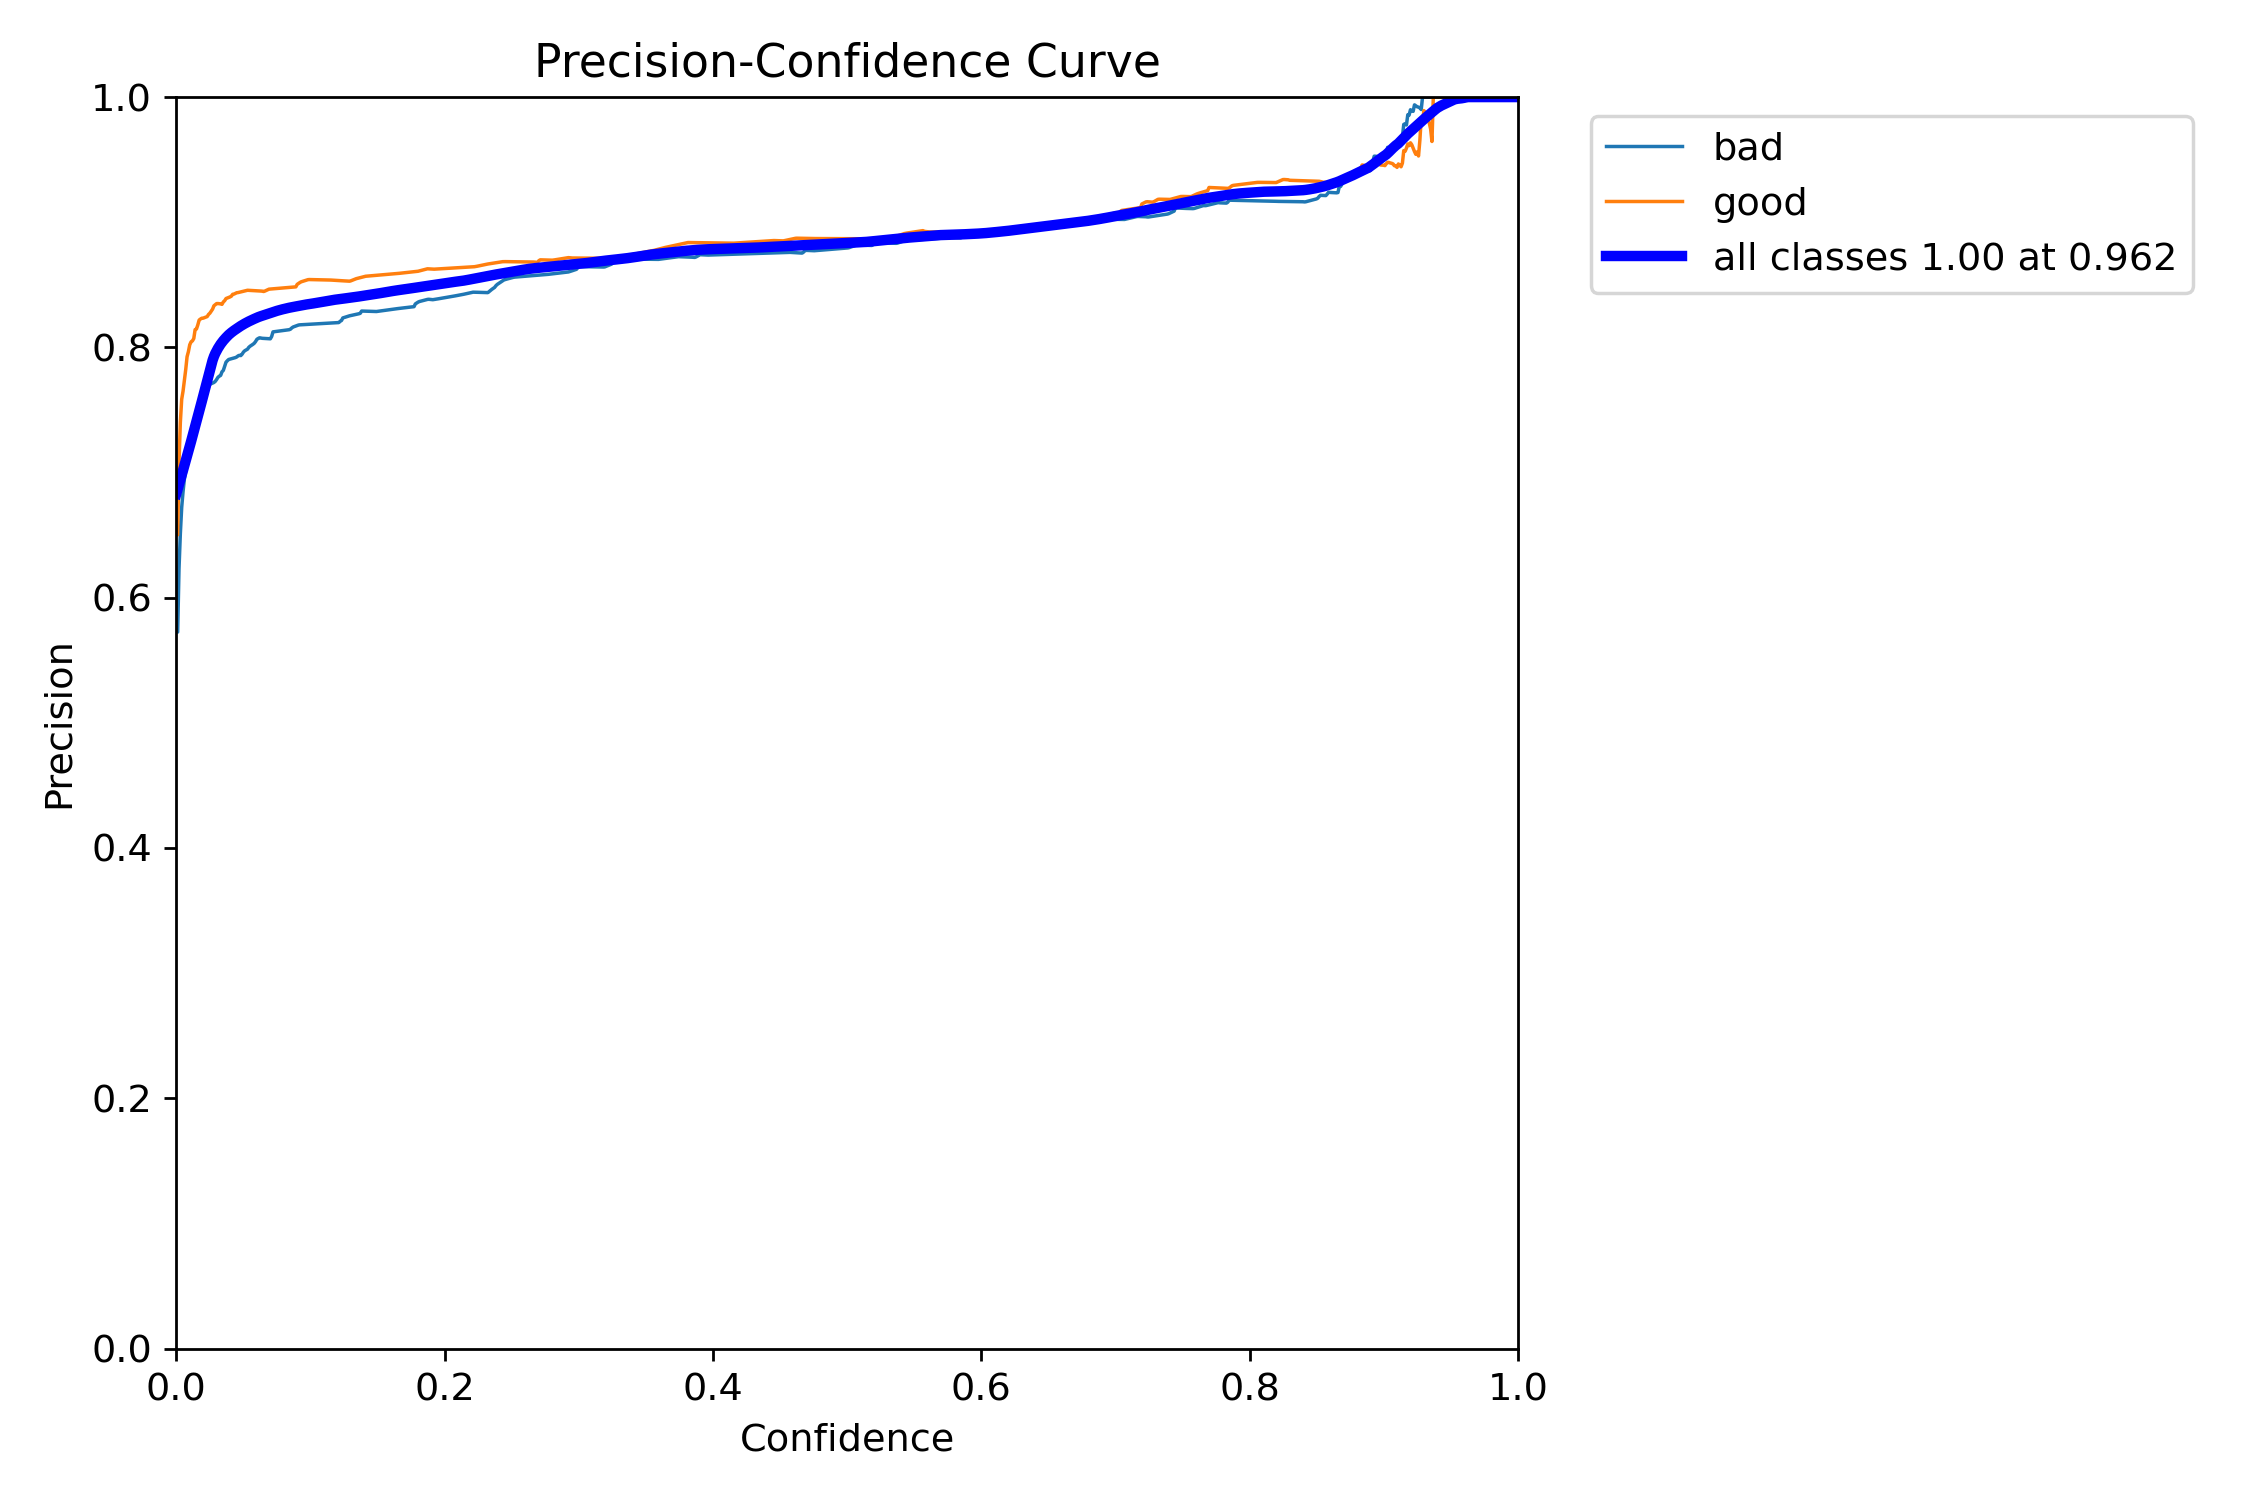 Precision-Confidence Curve
1.0
0.8
0.6
0.4
0.2
0.0
Precision
0.0 0.2 0.4 0.6 0.8 1.0
Confidence
bad
good
all classes 1.00 at 0.962